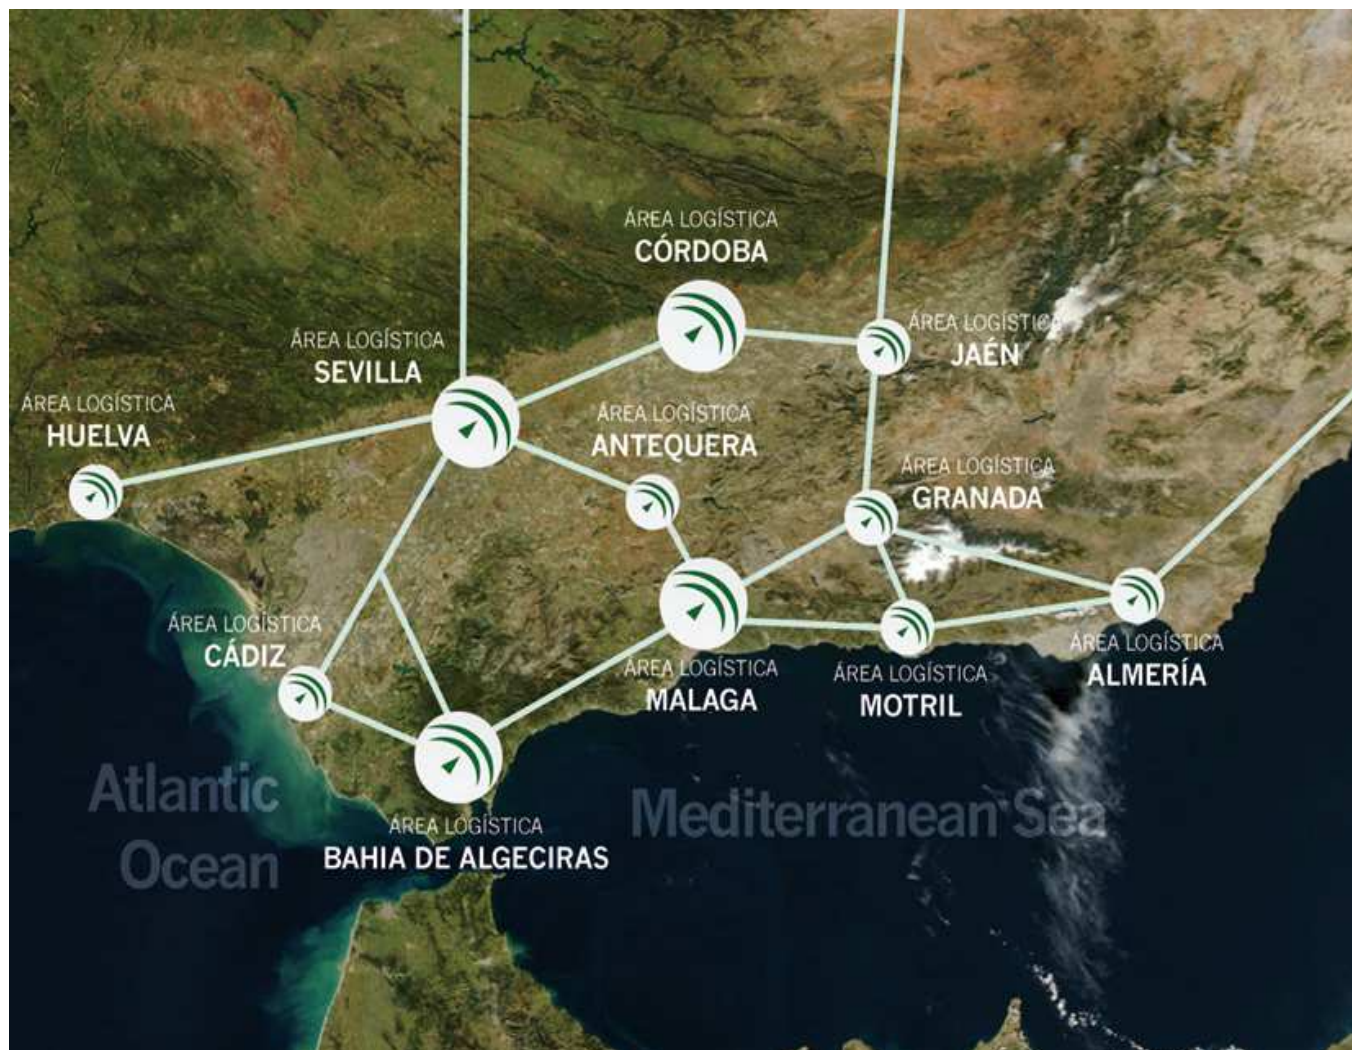 ÁREA LOGÍSTICA
CÓRDOBA
ÁREA LOGÍSTICA
JAÉN
ÁREA LOGÍSTICA
SEVILLA
ÁREA LOGÍSTICA
HUELVA
ÁREA LOGÍSTICA
ANTEQUERA
ÁREA LOGÍSTICA
GRANADA
ÁREA LOGÍSTICA
CÁDIZ
ÁREA LOGÍSTICA
MALAGA
ÁREA LOGÍSTICA
MOTRIL
ÁREA LOGÍSTICA
ALMERÍA
Atlantic
Ocean
Mediterranean Sea
ÁREA LOGÍSTICA
BAHIA DE ALGECIRAS